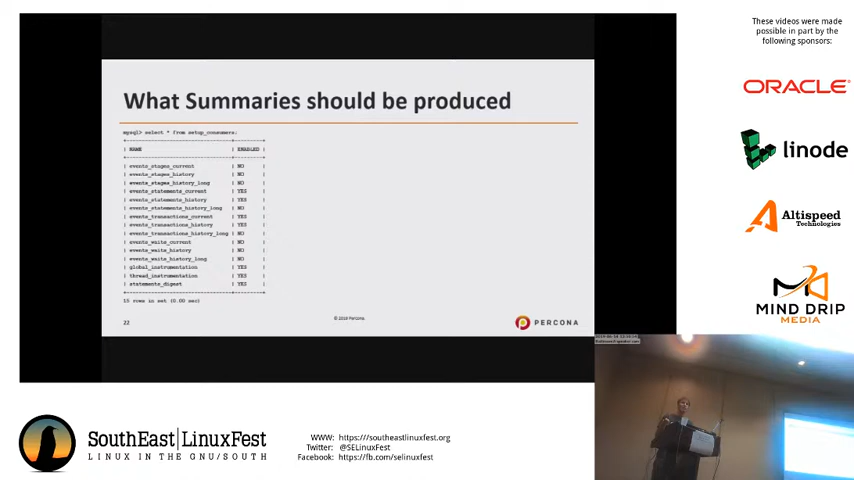 These videos were made
possible in part by the
following sponsors:
ORACLE
linode
Altispeed
Technologies
MIND DRIP
MEDIA
What Summaries should be produced
mysql> select * from setup_consumers;
| NAME | ENABLED |
| events_stages_current | NO |
| events_stages_history | NO |
| events_stages_history_long | NO |
| events_statements_current | YES |
| events_statements_history | YES |
| events_statements_history_long | NO |
| events_transactions_current | YES |
| events_transactions_history | YES |
| events_transactions_history_long | NO |
| events_waits_current | NO |
| events_waits_history | NO |
| events_waits_history_long | NO |
| global_instrumentation | YES |
| thread_instrumentation | YES |
| statements_digest | YES |
15 rows in set (0.00 sec)
22
PERCONA
SouthEast|LinuxFest
LINUX IN THE GNU/SOUTH
WWW: https:///southeastlinuxfest.org
Twitter: @SELinuxFest
Facebook: https://fb.com/selinuxfest